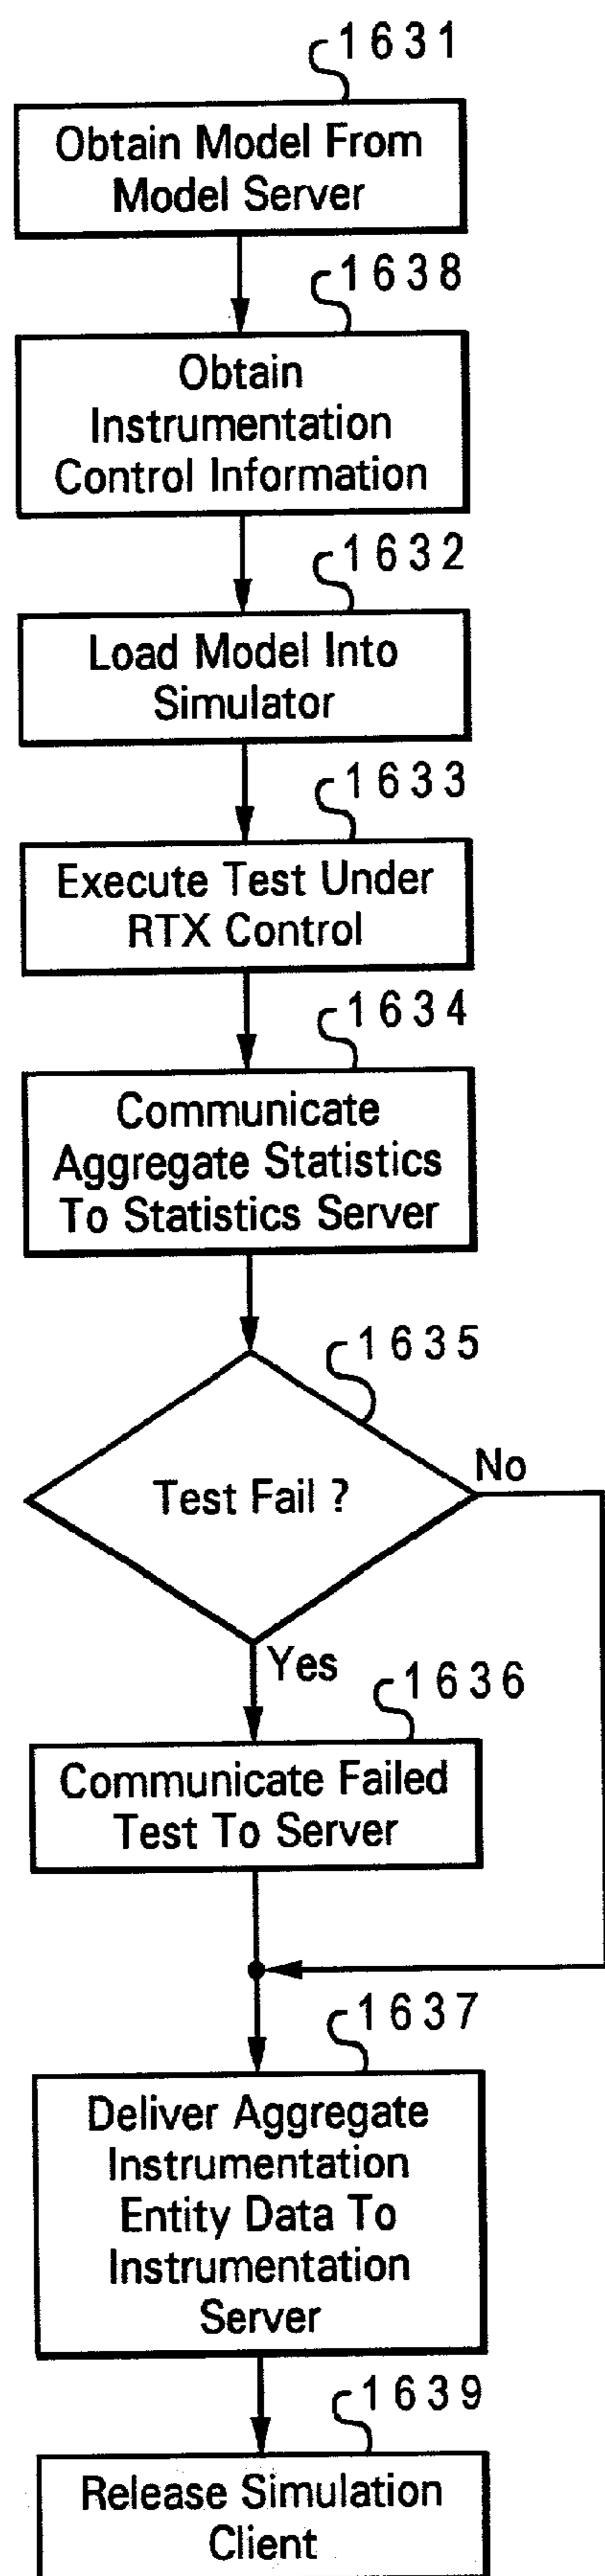 1631
Obtain Model From
Model Server
1638
Obtain
Instrumentation
Control Information
1632
Load Model Into
Simulator
1633
Execute Test Under
RTX Control
1634
Communicate
Aggregate Statistics
To Statistics Server
1635
Test Fail ?
No
Yes
1636
Communicate Failed
Test To Server
1637
Deliver Aggregate
Instrumentation
Entity Data To
Instrumentation
Server
1639
Release Simulation
Client